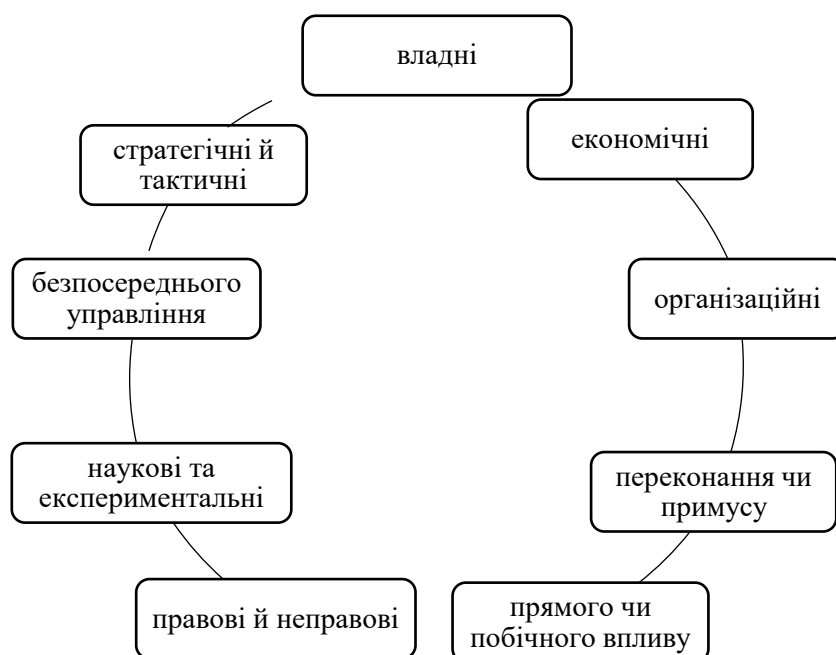 владні
економічні
організаційні
переконання чи
примусу
прямого чи
побічного впливу
правові й неправові
наукові та
експериментальні
безпосереднього
управління
стратегічні й
тактичні